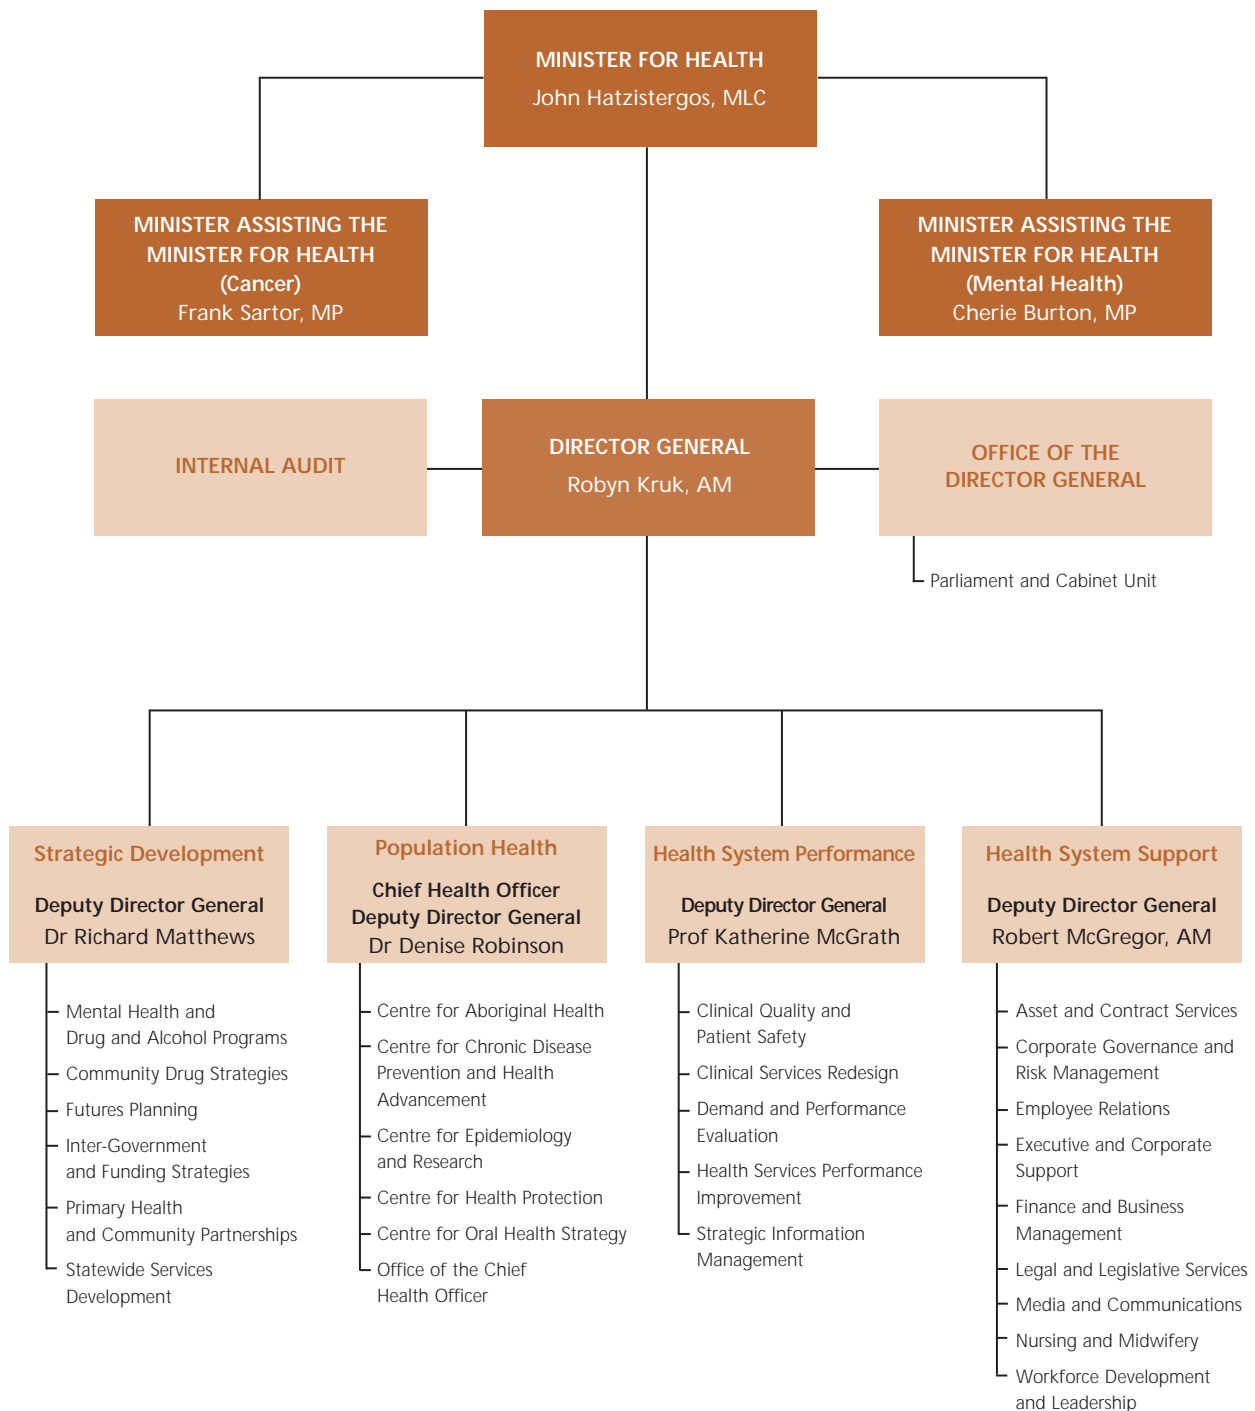 MINISTER FOR HEALTH
John Hatzistergos, MLC
MINISTER ASSISTING THE
MINISTER FOR HEALTH
(Cancer)
Frank Sartor, MP
MINISTER ASSISTING THE
MINISTER FOR HEALTH
(Mental Health)
Cherie Burton, MP
INTERNAL AUDIT
DIRECTOR GENERAL
Robyn Kruk, AM
OFFICE OF THE
DIRECTOR GENERAL
Parliament and Cabinet Unit
Strategic Development
Deputy Director General
Dr Richard Matthews
Mental Health and
Drug and Alcohol Programs
Community Drug Strategies
Futures Planning
Inter-Government
and Funding Strategies
Primary Health
and Community Partnerships
Statewide Services
Development
Population Health
Chief Health Officer
Deputy Director General
Dr Denise Robinson
Centre for Aboriginal Health
Centre for Chronic Disease
Prevention and Health
Advancement
Centre for Epidemiology
and Research
Centre for Health Protection
Centre for Oral Health Strategy
Office of the Chief
Health Officer
Health System Performance
Deputy Director General
Prof Katherine McGrath
Clinical Quality and
Patient Safety
Clinical Services Redesign
Demand and Performance
Evaluation
Health Services Performance
Improvement
Strategic Information
Management
Health System Support
Deputy Director General
Robert McGregor, AM
Asset and Contract Services
Corporate Governance and
Risk Management
Employee Relations
Executive and Corporate
Support
Finance and Business
Management
Legal and Legislative Services
Media and Communications
Nursing and Midwifery
Workforce Development
and Leadership